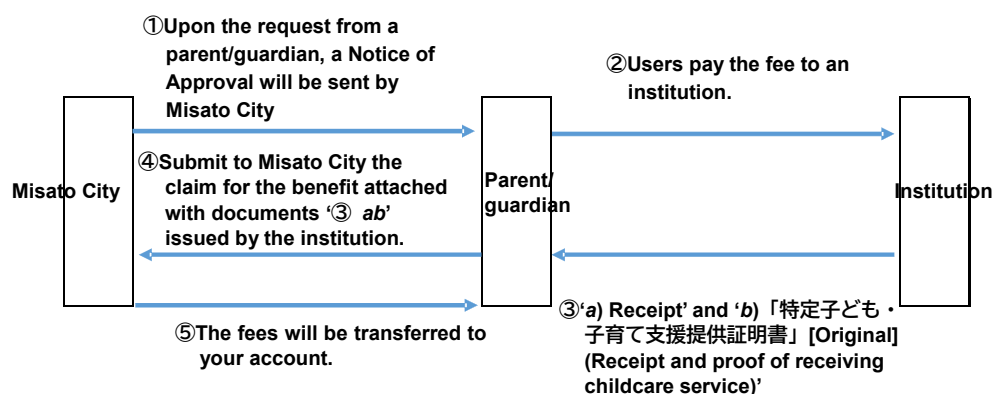 ①Upon the request from a
parent/guardian, a Notice of
Approval will be sent by
Misato City
②Users pay the fee to an
institution.
④Submit to Misato City the
claim for the benefit attached
with documents ‘③ ab’
issued by the institution.
Misato City
Parent/
guardian
Institution
⑤The fees will be transferred to
your account.
③‘a) Receipt’ and ‘b)「特定子ども・
子育て支援提供証明書」[Original]
(Receipt and proof of receiving
childcare service)’